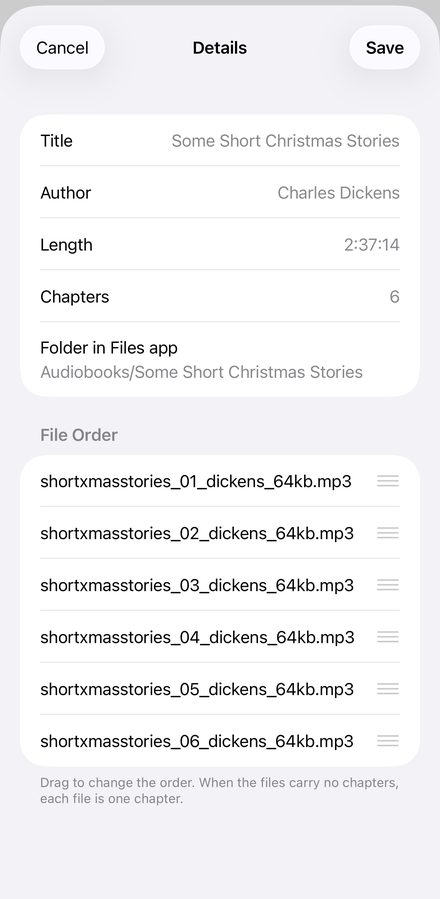 Cancel
Details
Save
Title
Some Short Christmas Stories
Author
Charles Dickens
Length
2:37:14
Chapters
6
Folder in Files app
Audiobooks/Some Short Christmas Stories
File Order
shortxmasstories_01_dickens_64kb.mp3
shortxmasstories_02_dickens_64kb.mp3
shortxmasstories_03_dickens_64kb.mp3
shortxmasstories_04_dickens_64kb.mp3
shortxmasstories_05_dickens_64kb.mp3
shortxmasstories_06_dickens_64kb.mp3
Drag to change the order. When the files carry no chapters,
each file is one chapter.